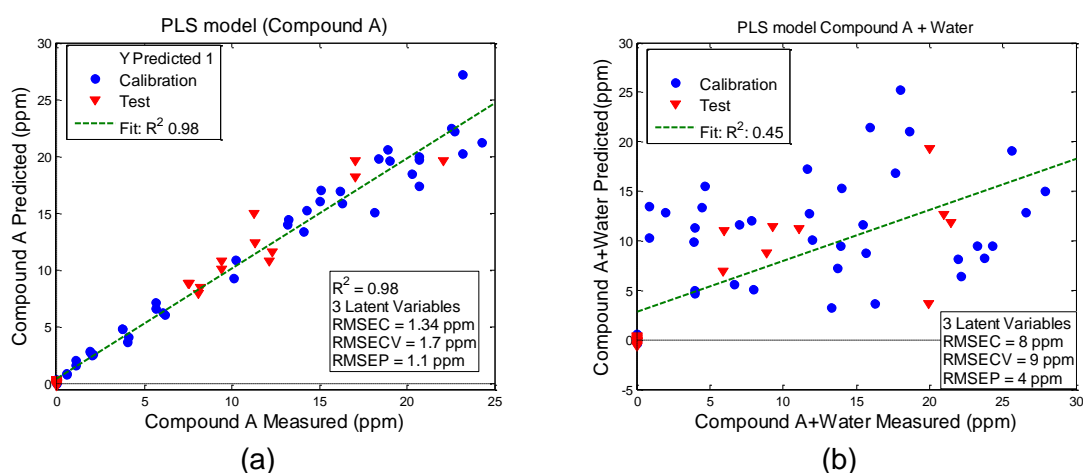 PLS model (Compound A)
30
25
20
15
10
5
0
0
5
10
15
20
25
Compound A Predicted (ppm)
Compound A Measured (ppm)
Y Predicted 1
Calibration
Test
Fit: R² 0.98
R² = 0.98
3 Latent Variables
RMSEC = 1.34 ppm
RMSECV = 1.7 ppm
RMSEP = 1.1 ppm
(a)
PLS model Compound A + Water
30
25
20
15
10
5
0
-5
0
5
10
15
20
25
30
Compound A+Water Predicted(ppm)
Compound A+Water Measured (ppm)
Calibration
Test
Fit: R²: 0.45
3 Latent Variables
RMSEC = 8 ppm
RMSECV = 9 ppm
RMSEP = 4 ppm
(b)